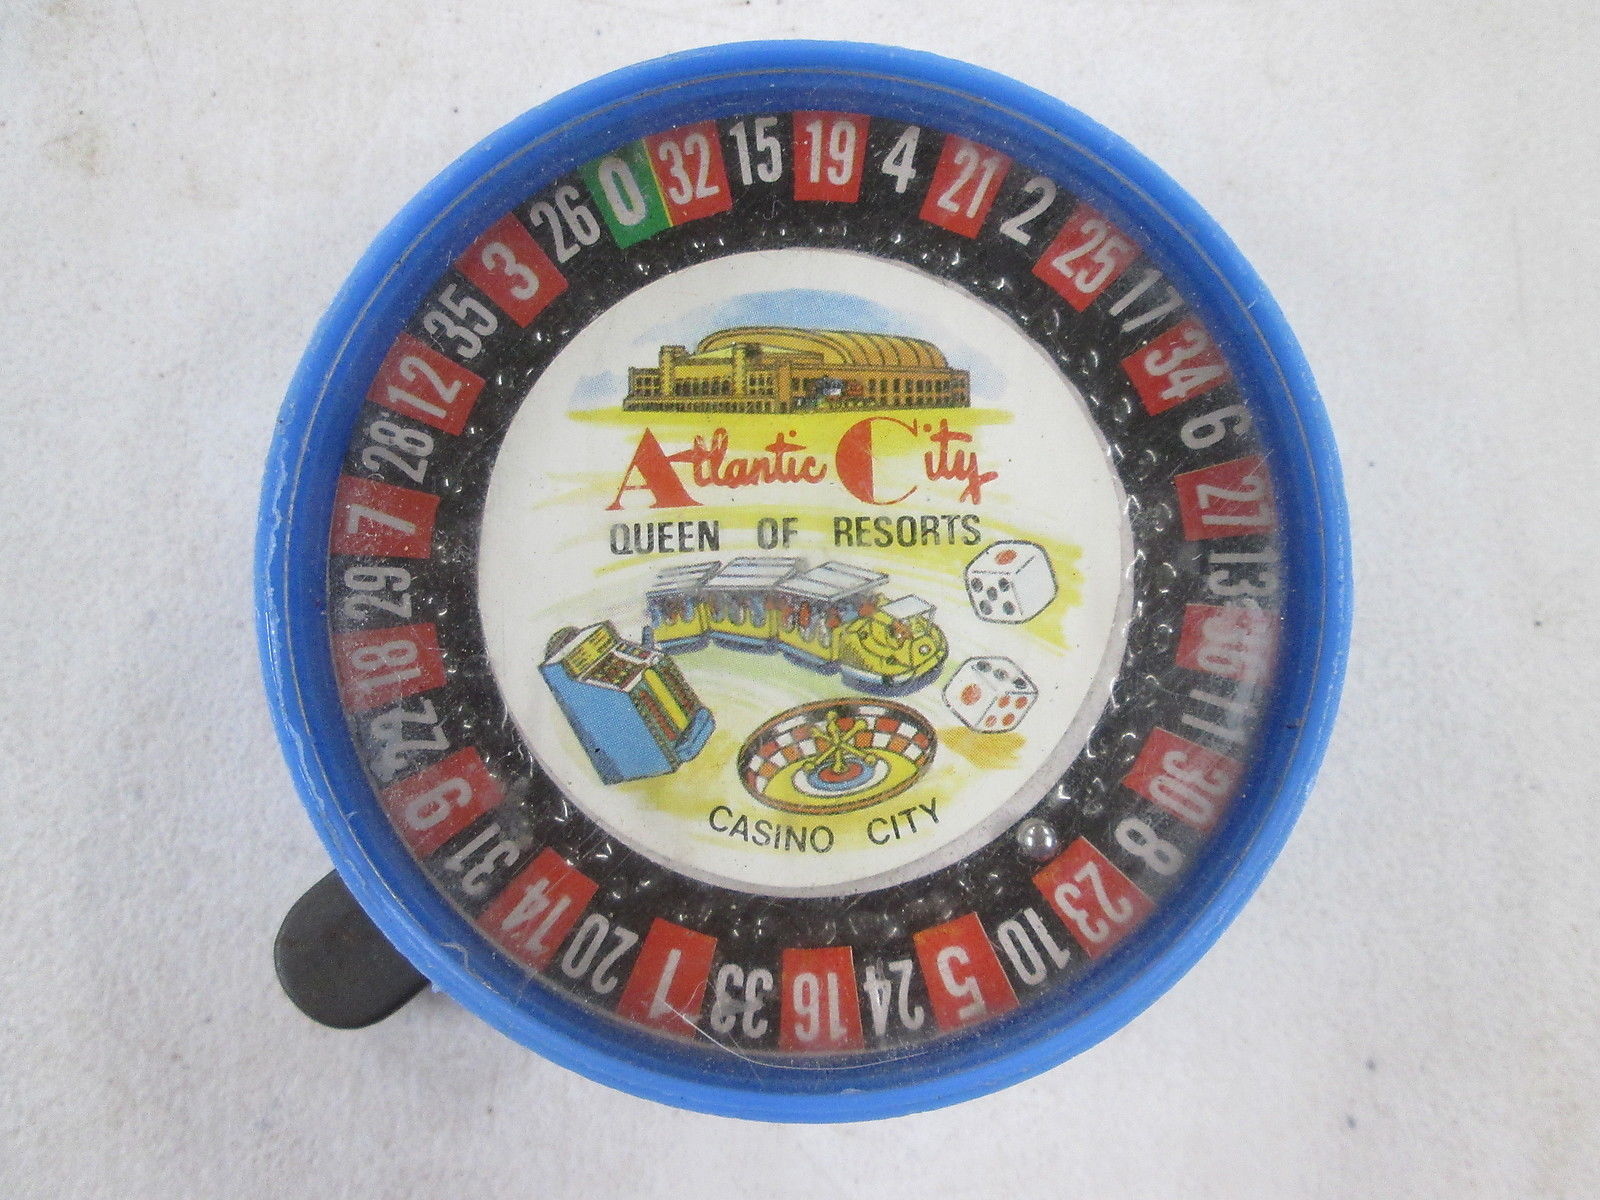 0 32 15 19 4 21 2 25 17 34 6 27 13 36 11 30 8 23 10 5 24 16 33 1 20 14 31 9 22 18 29 7 28 12 35 3 26
Atlantic City
QUEEN OF RESORTS
CASINO CITY